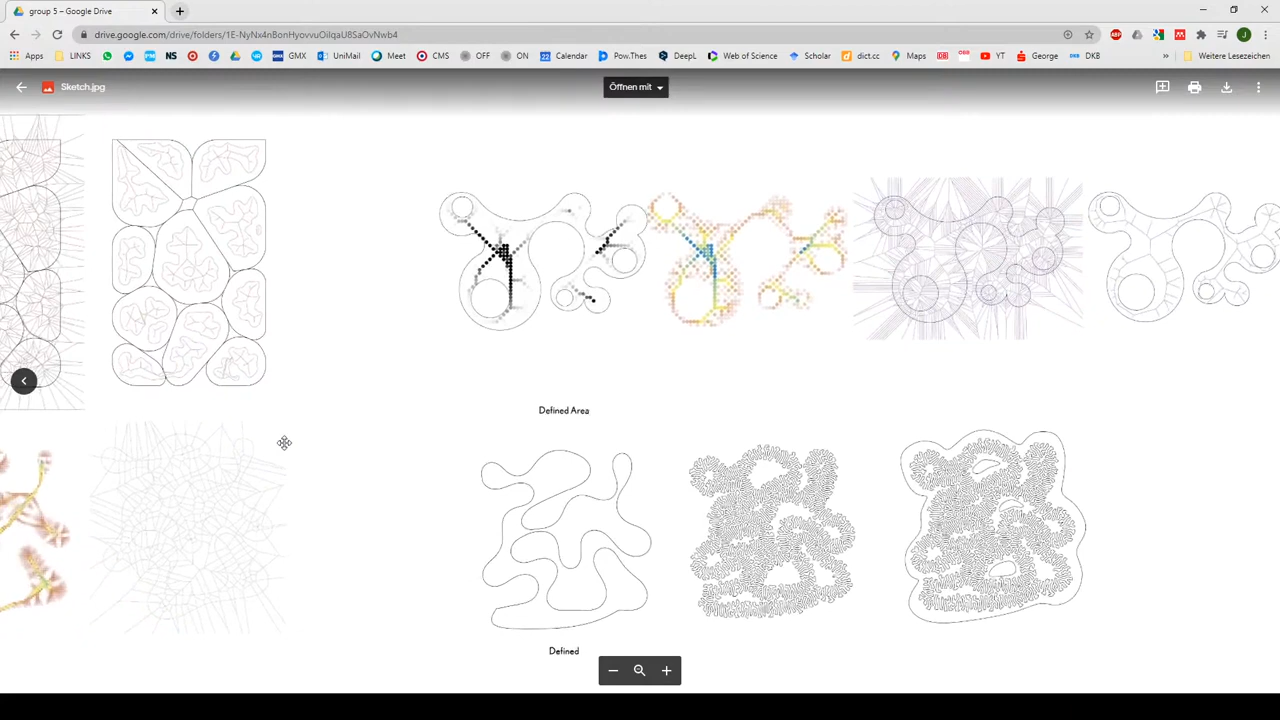 group 5 – Google Drive
drive.google.com/drive/folders/1E-NyNx4nBonHyovvuOilqaU8SaOvNwb4
Apps LINKS NS GMX UniMail Meet CMS OFF ON Calendar Pow.Thes DeepL Web of Science Scholar dict.cc Maps YT George DKB » Weitere Lesezeichen
Sketch.jpg
Öffnen mit
Defined Area
Defined